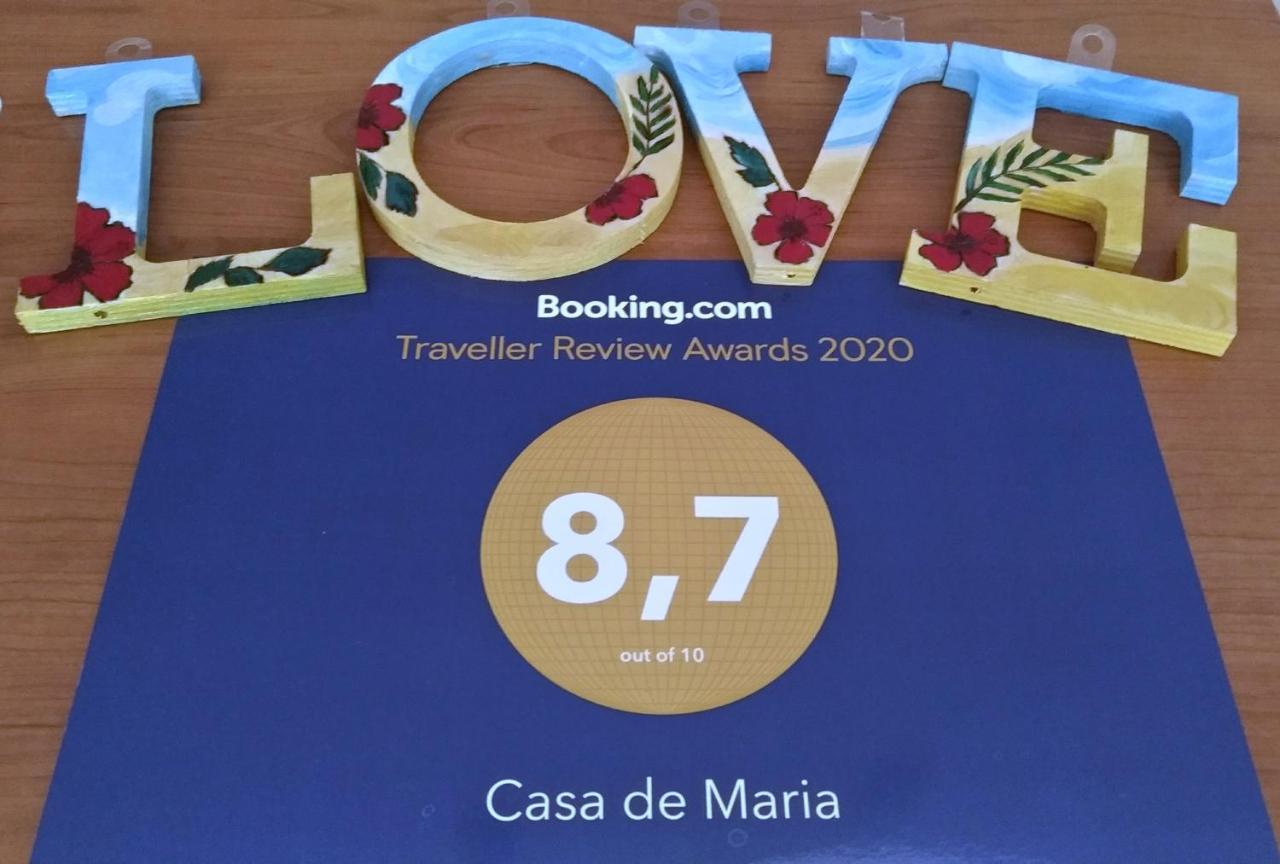 LOVE
Booking.com
Traveller Review Awards 2020
8,7
out of 10
Casa de Maria